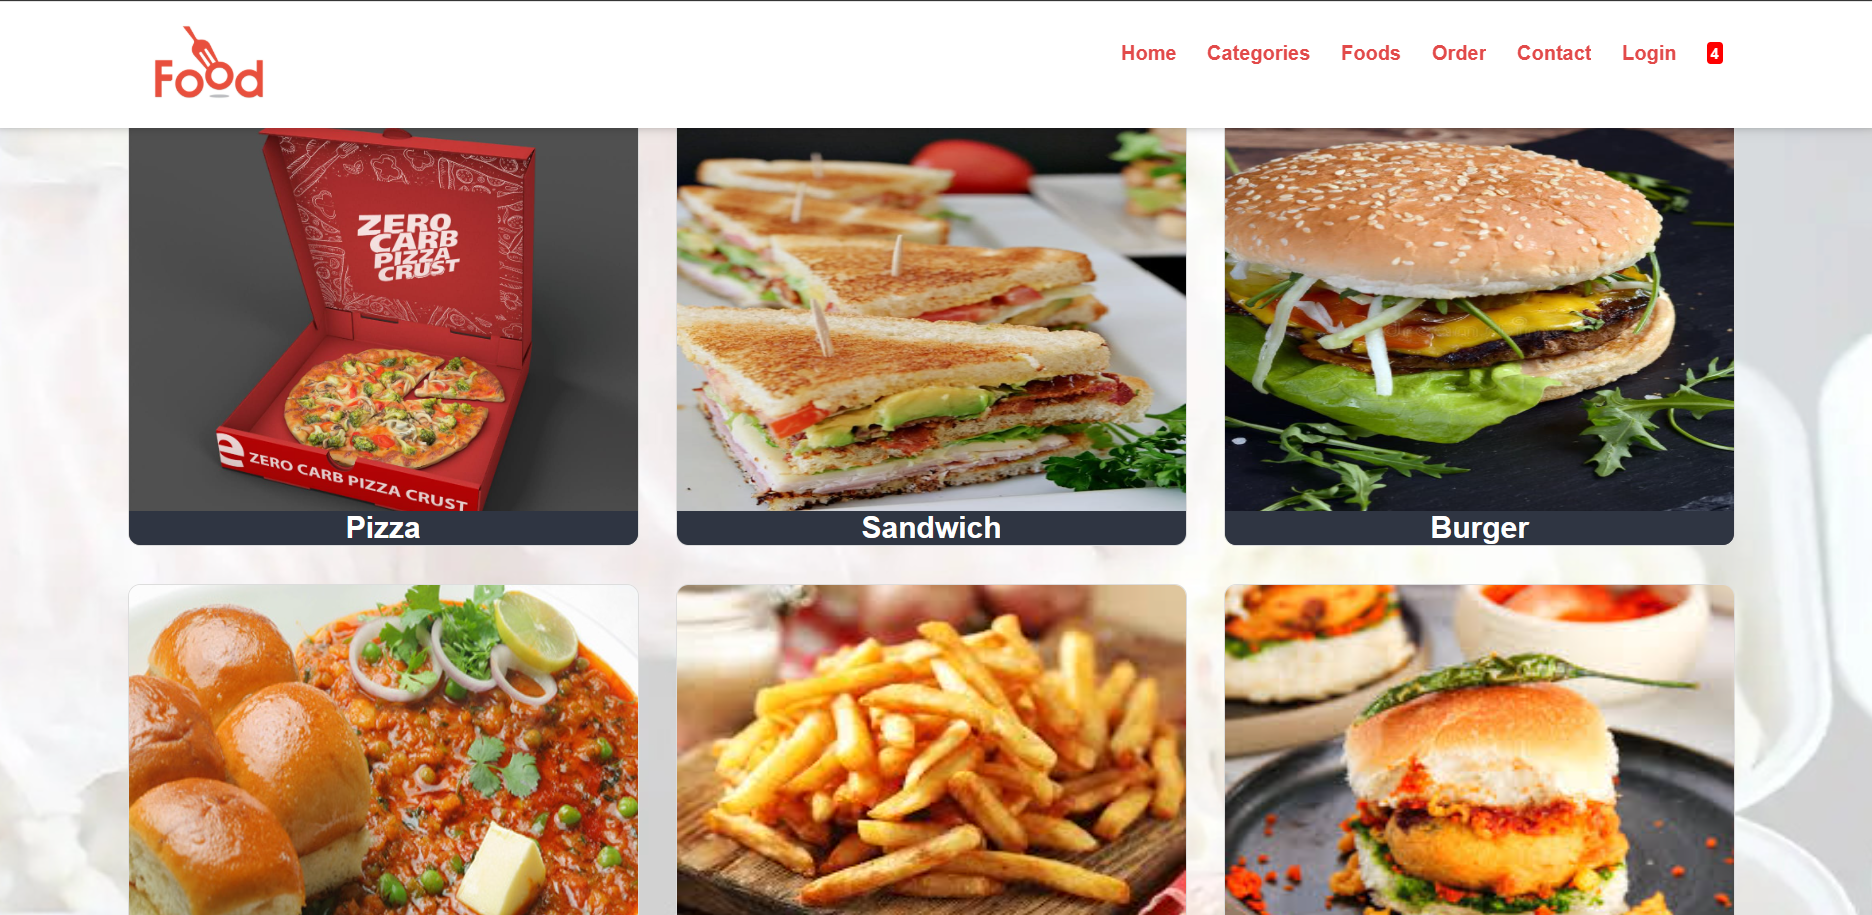 Food
Home Categories Foods Order Contact Login 4
ZERO
CARB
PIZZA
CRUST
e ZERO CARB PIZZA CRUST
Pizza
Sandwich
Burger